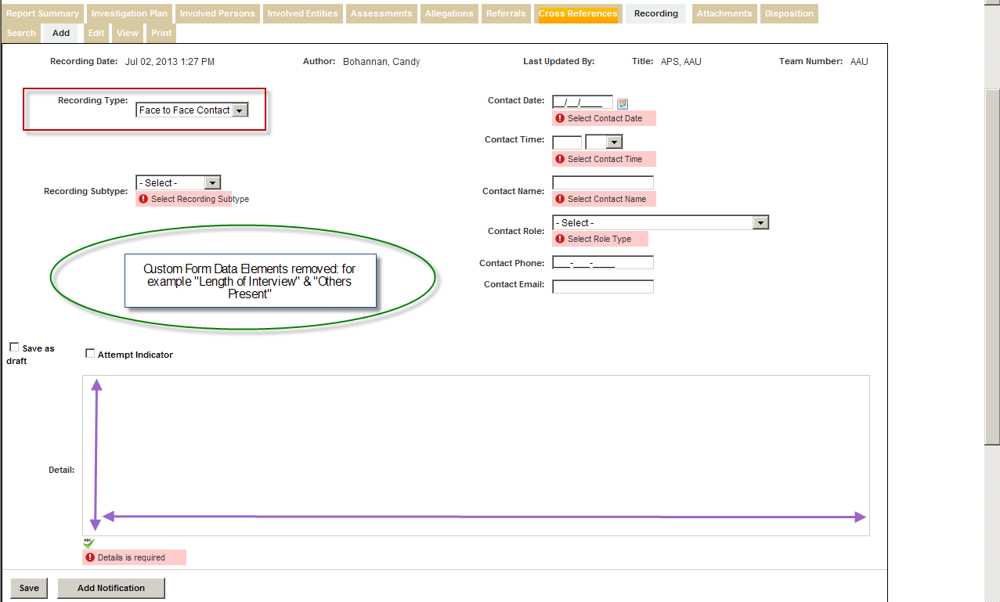 Report Summary Investigation Plan Involved Persons Involved Entities Assessments Allegations Referrals Cross References Recording Attachments Disposition
Search Add Edit View Print
Recording Date: Jul 02, 2013 1:27 PM Author: Bohannan, Candy Last Updated By: Title: APS, AAU Team Number: AAU
Recording Type: Face to Face Contact
Contact Date: __/__/____
Select Contact Date
Contact Time:
Select Contact Time
Recording Subtype: - Select -
Select Recording Subtype
Contact Name:
Select Contact Name
Contact Role: - Select -
Select Role Type
Contact Phone: ___-___-____
Contact Email:
Custom Form Data Elements removed: for
example "Length of Interview" & "Others
Present"
Save as
draft
Attempt Indicator
Detail:
ABC
Details is required
Save Add Notification